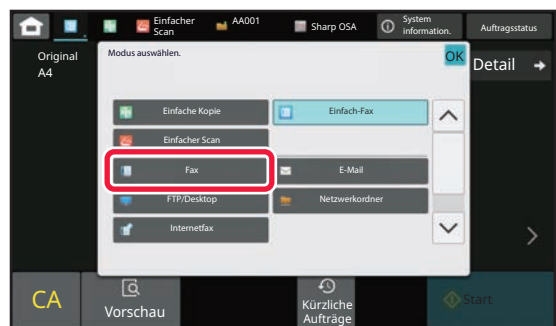 Einfacher
Scan
AA001
Sharp OSA
System
information.
Auftragsstatus
Original
A4
Modus auswählen.
OK
Detail
Einfache Kopie
Einfach-Fax
Einfacher Scan
Fax
E-Mail
FTP/Desktop
Netzwerkordner
Internetfax
CA
Vorschau
Kürzliche
Aufträge
Start